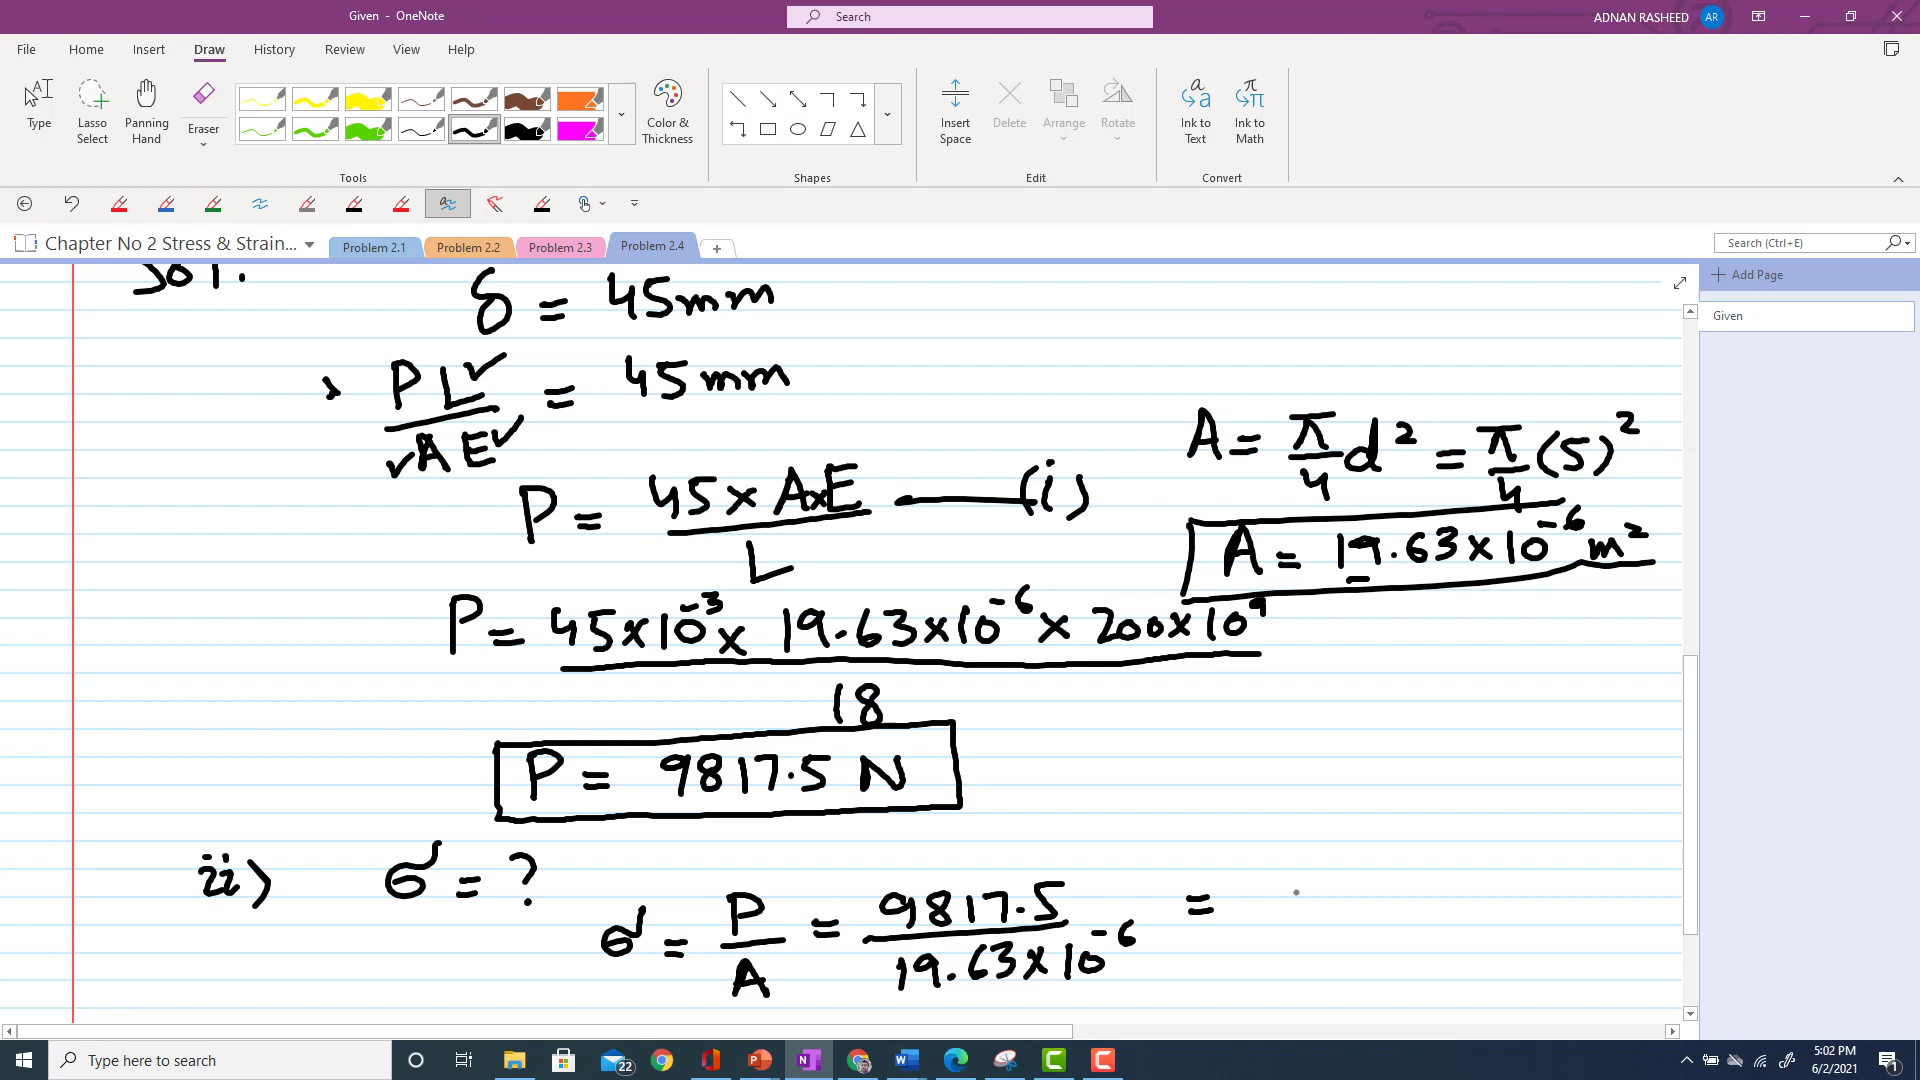 Given - OneNote
Search
ADNAN RASHEED
AR
File Home Insert Draw History Review View Help
Type
Lasso Select
Panning Hand
Eraser
Color & Thickness
Insert Space
Delete
Arrange
Rotate
Ink to Text
Ink to Math
Tools
Shapes
Edit
Convert
Chapter No 2 Stress & Strain...
Problem 2.1
Problem 2.2
Problem 2.3
Problem 2.4
Search (Ctrl+E)
Add Page
Given
Sol:
δ = 45mm
PL/AE = 45mm
A = π/4 d² = π/4 (5)²
P = 45 x AxE / L (i)
A = 19.63x10⁻⁶ m²
P = 45x10⁻³ x 19.63x10⁻⁶ x 200x10⁹ / 18
P = 9817.5 N
ii) σ = ?
σ = P/A = 9817.5 / 19.63x10⁻⁶ =
Type here to search
22
5:02 PM
6/2/2021
1